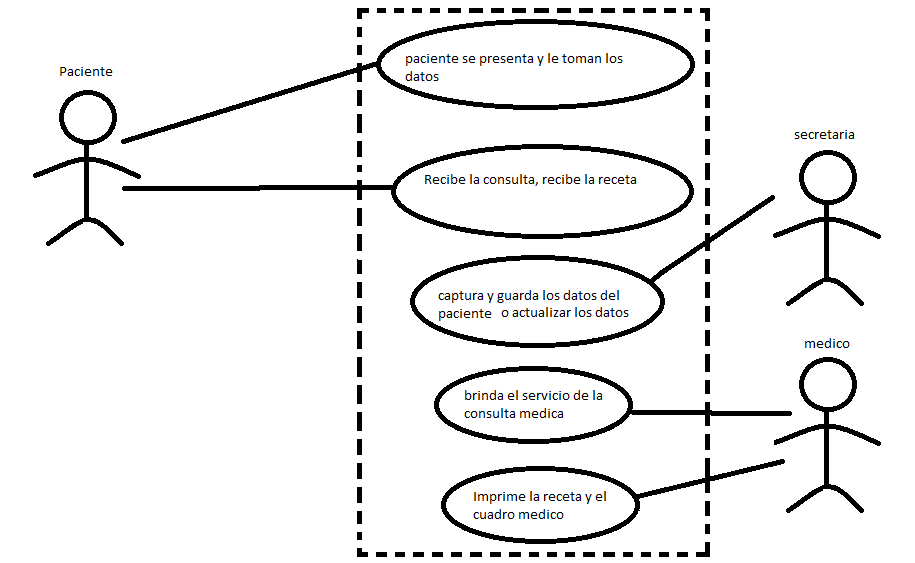 Paciente
paciente se presenta y le toman los
datos
secretaria
Recibe la consulta, recibe la receta
captura y guarda los datos del
paciente o actualizar los datos
medico
brinda el servicio de la
consulta medica
Imprime la receta y el
cuadro medico